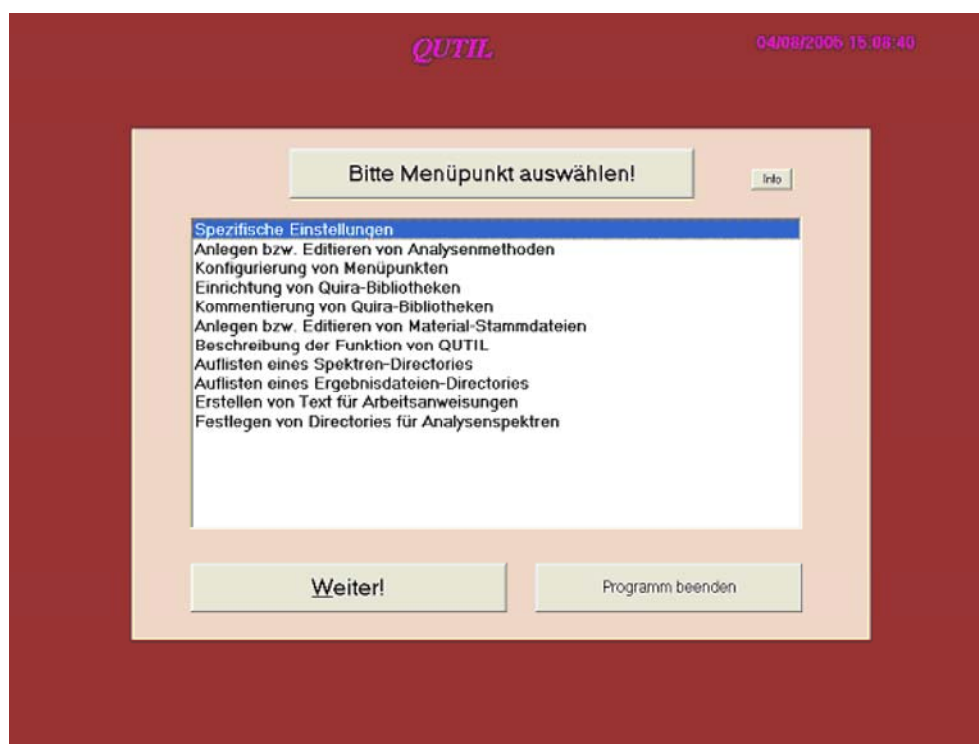 QUTIL
04/08/2005 15:08:40
Bitte Menüpunkt auswählen!
Info
Spezifische Einstellungen
Anlegen bzw. Editieren von Analysenmethoden
Konfigurierung von Menüpunkten
Einrichtung von Quira-Bibliotheken
Kommentierung von Quira-Bibliotheken
Anlegen bzw. Editieren von Material-Stammdateien
Beschreibung der Funktion von QUTIL
Auflisten eines Spektren-Directories
Auflisten eines Ergebnisdateien-Directories
Erstellen von Text für Arbeitsanweisungen
Festlegen von Directories für Analysenspektren
Weiter!
Programm beenden